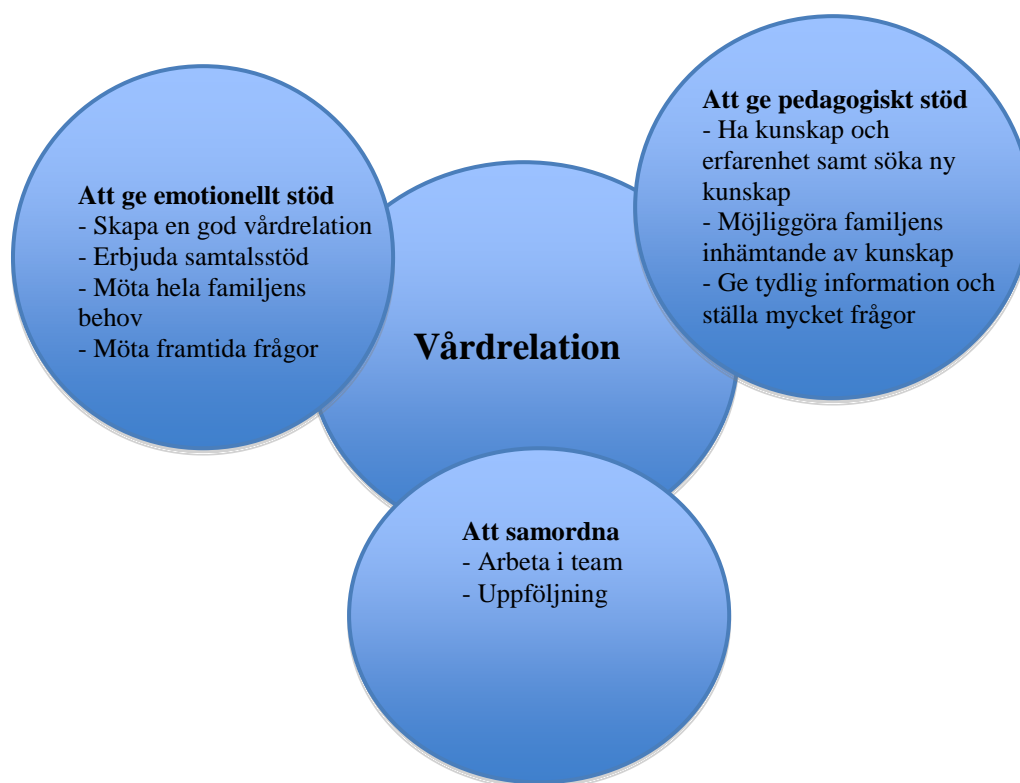 Att ge emotionellt stöd
- Skapa en god vårdrelation
- Erbjuda samtalsstöd
- Möta hela familjens
behov
- Möta framtida frågor
Vårdrelation
Att ge pedagogiskt stöd
- Ha kunskap och
erfarenhet samt söka ny
kunskap
- Möjliggöra familjens
inhämtande av kunskap
- Ge tydlig information och
ställa mycket frågor
Att samordna
- Arbeta i team
- Uppföljning